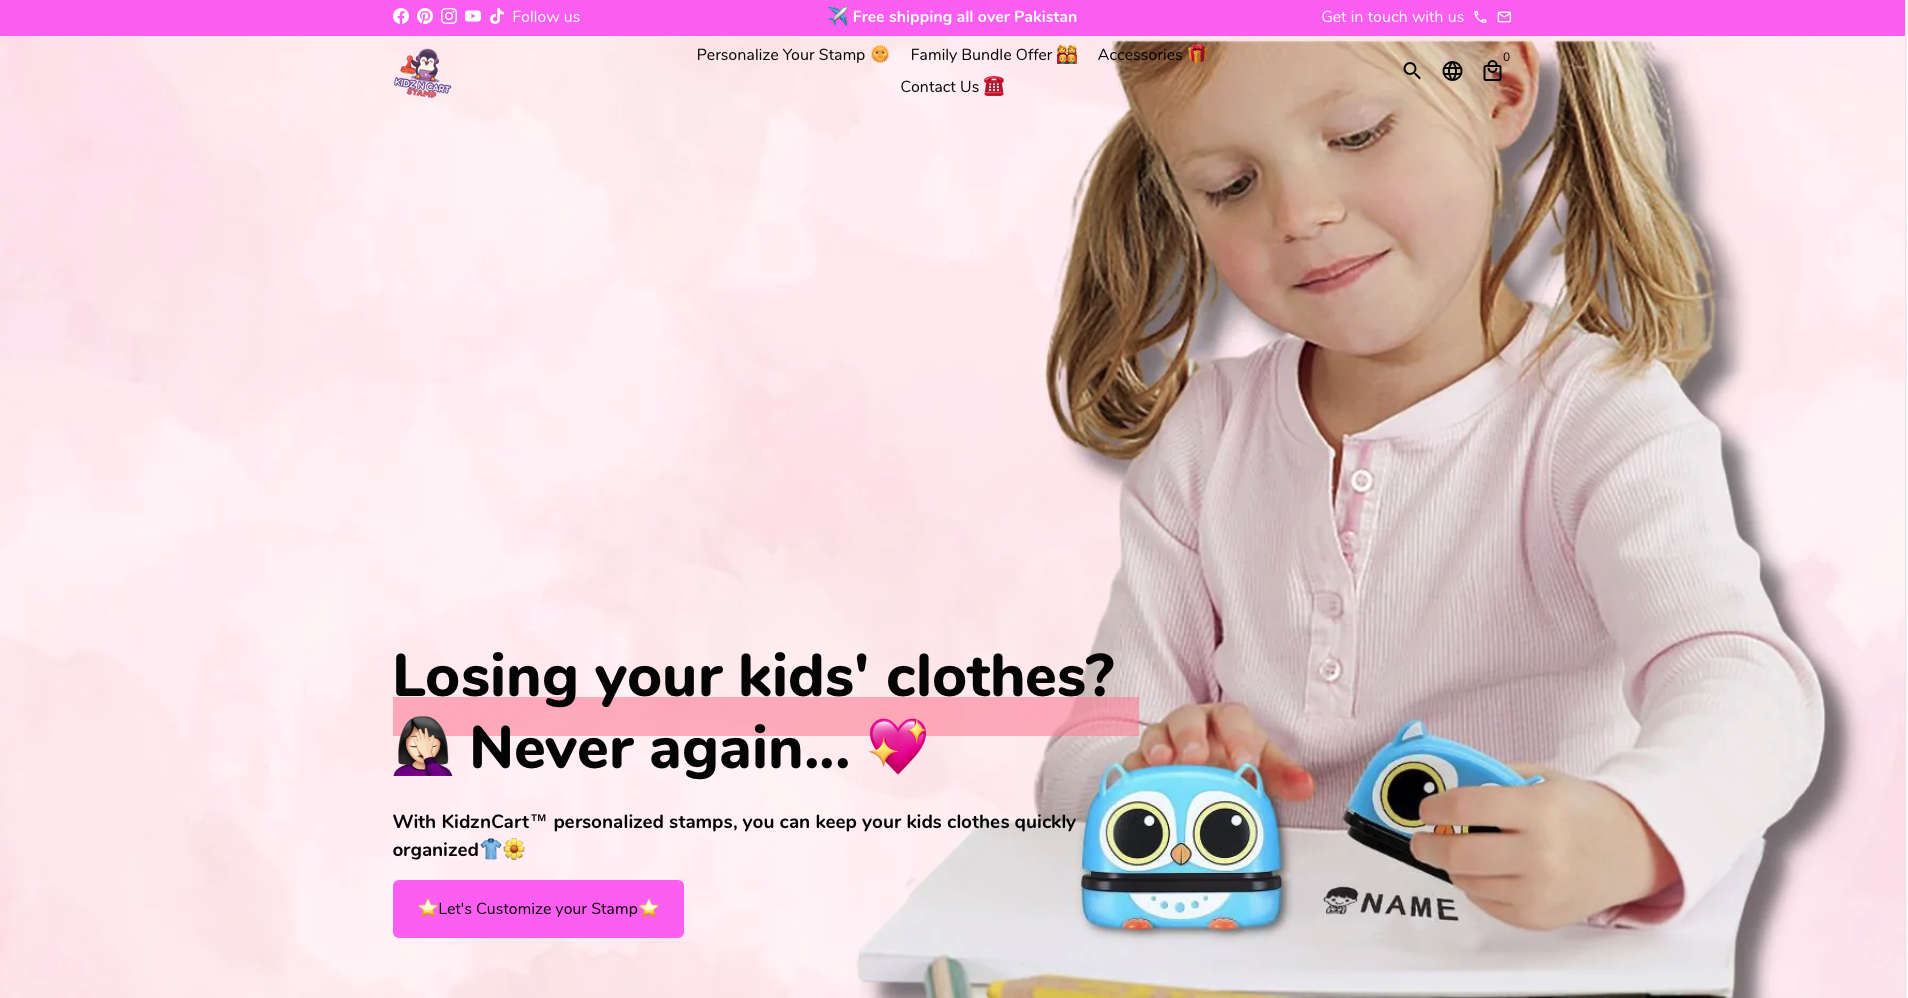 Follow us
✈️ Free shipping all over Pakistan
Get in touch with us
KIDZ N CART
STAMP
Personalize Your Stamp 🌞
Family Bundle Offer 👭
Accessories 🎁
0
Contact Us ☎️
Losing your kids' clothes?
🤦🏻‍♀️ Never again... 💖
With KidznCart™ personalized stamps, you can keep your kids clothes quickly
organized👕🌼
⭐Let's Customize your Stamp⭐
NAME